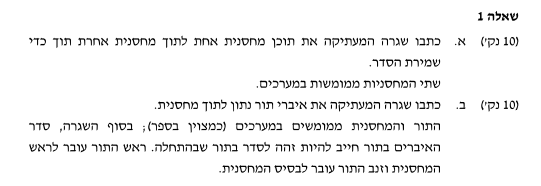 שאלה 1
(10 נק') א. כתבו שגרה המעתיקה את תוכן מחסנית אחת לתוך מחסנית אחרת תוך כדי
שמירת הסדר.
שתי המחסניות ממומשות במערכים.
(10 נק') ב. כתבו שגרה המעתיקה את איברי תור נתון לתוך מחסנית.
התור והמחסנית ממומשים במערכים (כמצוין בספר); בסוף השגרה, סדר
האיברים בתור חייב להיות זהה לסדר בתור שבהתחלה. ראש התור עובר לראש
המחסנית וזנב התור עובר לבסיס המחסנית.